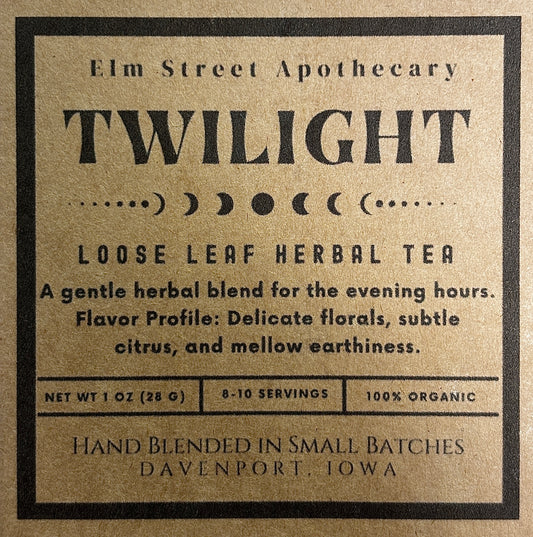 Elm Street Apothecary
TWILIGHT
LOOSE LEAF HERBAL TEA
A gentle herbal blend for the evening hours.
Flavor Profile: Delicate florals, subtle
citrus, and mellow earthiness.
NET WT 1 OZ (28 G) 8-10 SERVINGS 100% ORGANIC
HAND BLENDED IN SMALL BATCHES
DAVENPORT, IOWA